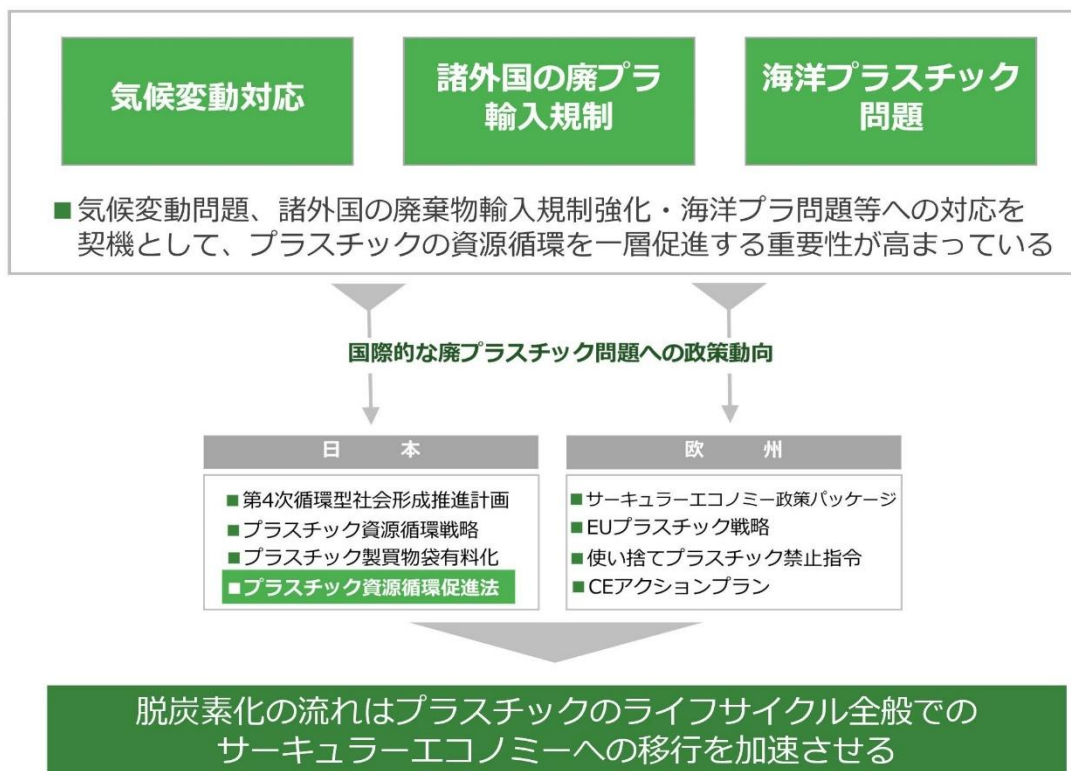 気候変動対応
諸外国の廃プラ
輸入規制
海洋プラスチック
問題
■気候変動問題、諸外国の廃棄物輸入規制強化・海洋プラ問題等への対応を
契機として、プラスチックの資源循環を一層促進する重要性が高まっている
国際的な廃プラスチック問題への政策動向
日 本
■第4次循環型社会形成推進計画
■プラスチック資源循環戦略
■プラスチック製買物袋有料化
■プラスチック資源循環促進法
欧 州
■サーキュラーエコノミー政策パッケージ
■EUプラスチック戦略
■使い捨てプラスチック禁止指令
■CEアクションプラン
脱炭素化の流れはプラスチックのライフサイクル全般での
サーキュラーエコノミーへの移行を加速させる